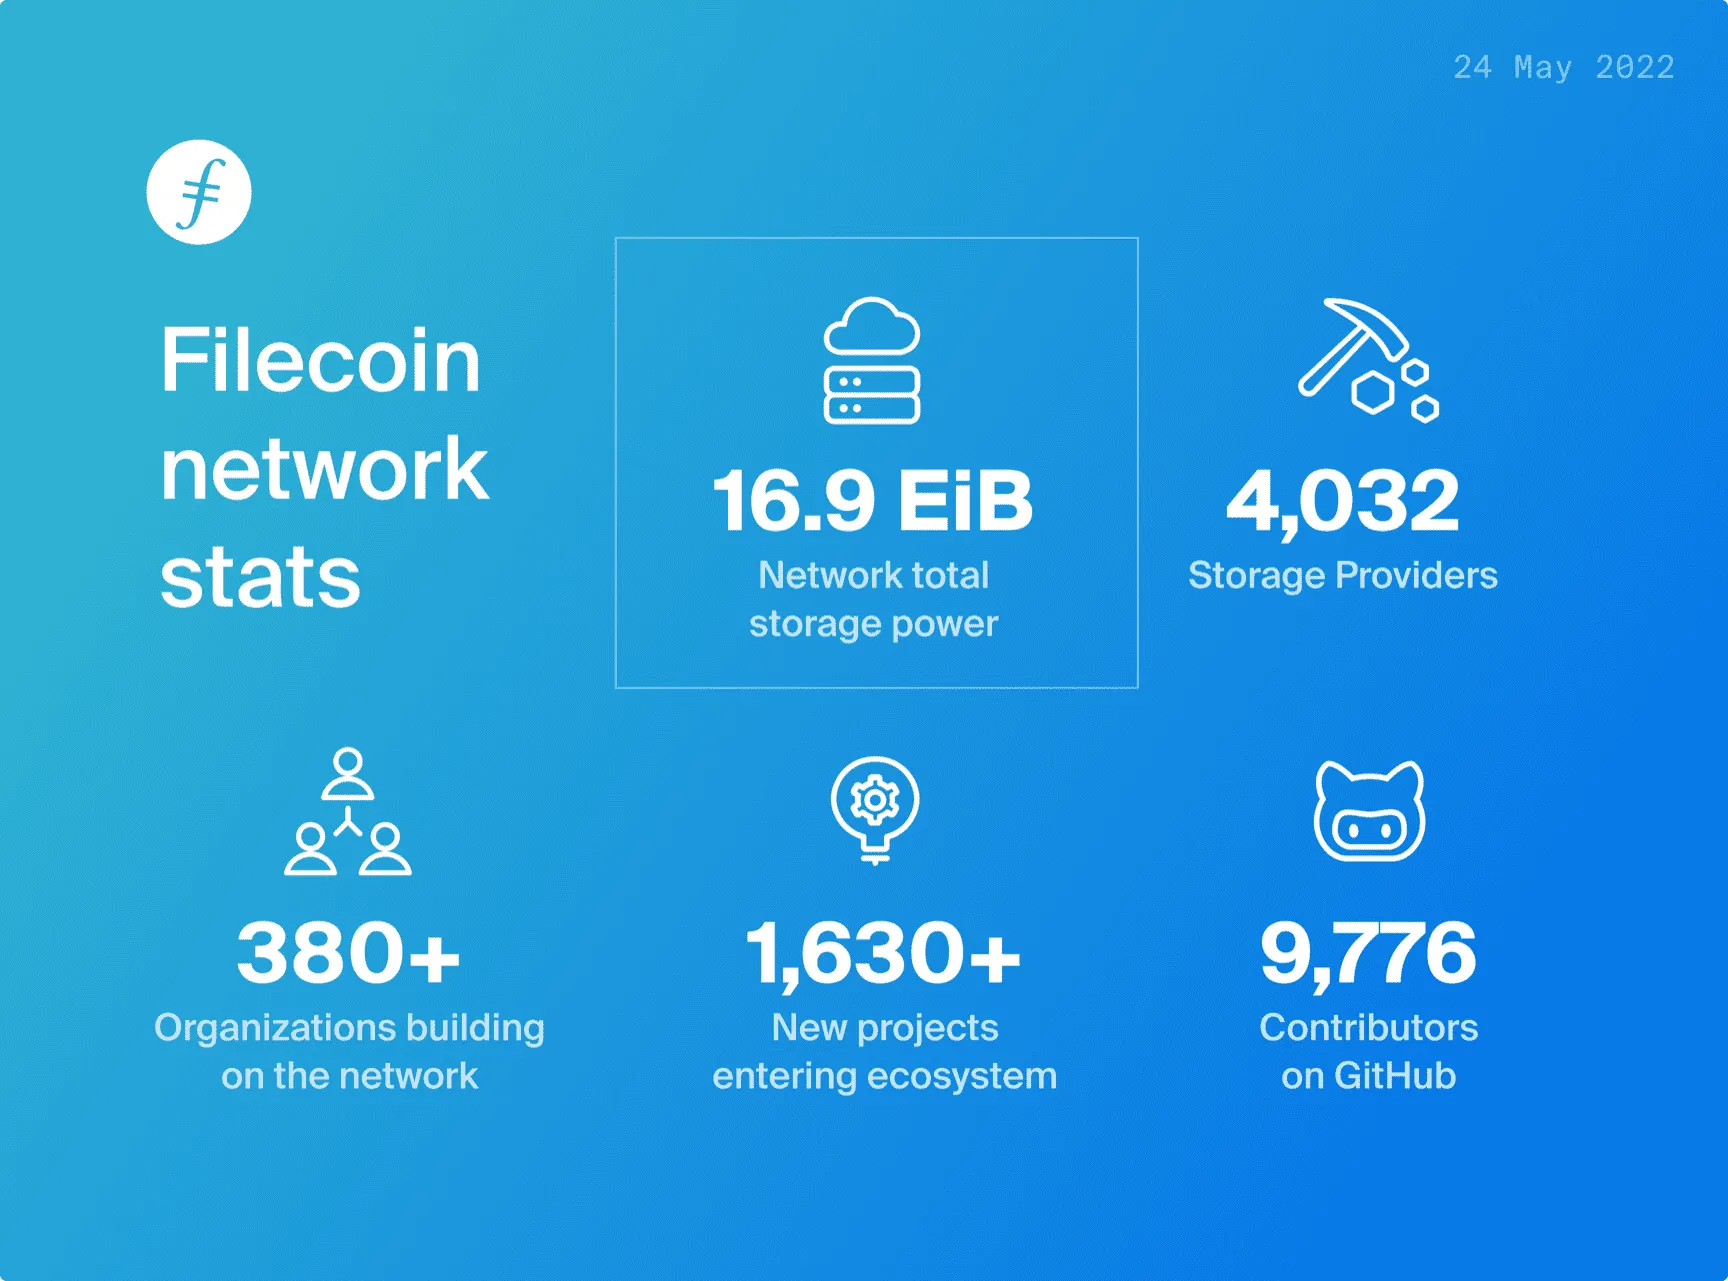 24 May 2022
Filecoin
network
stats
16.9 EiB
Network total
storage power
4,032
Storage Providers
380+
Organizations building
on the network
1,630+
New projects
entering ecosystem
9,776
Contributors
on GitHub